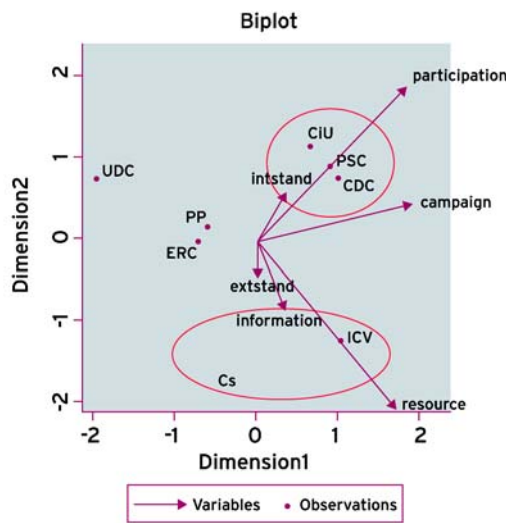 Biplot
Dimension2
2
1
0
-1
-2
participation
CiU
PSC
intstand
CDC
UDC
campaign
PP
ERC
extstand
information
ICV
Cs
resource
-2 -1 0 1 2
Dimension1
Variables Observations